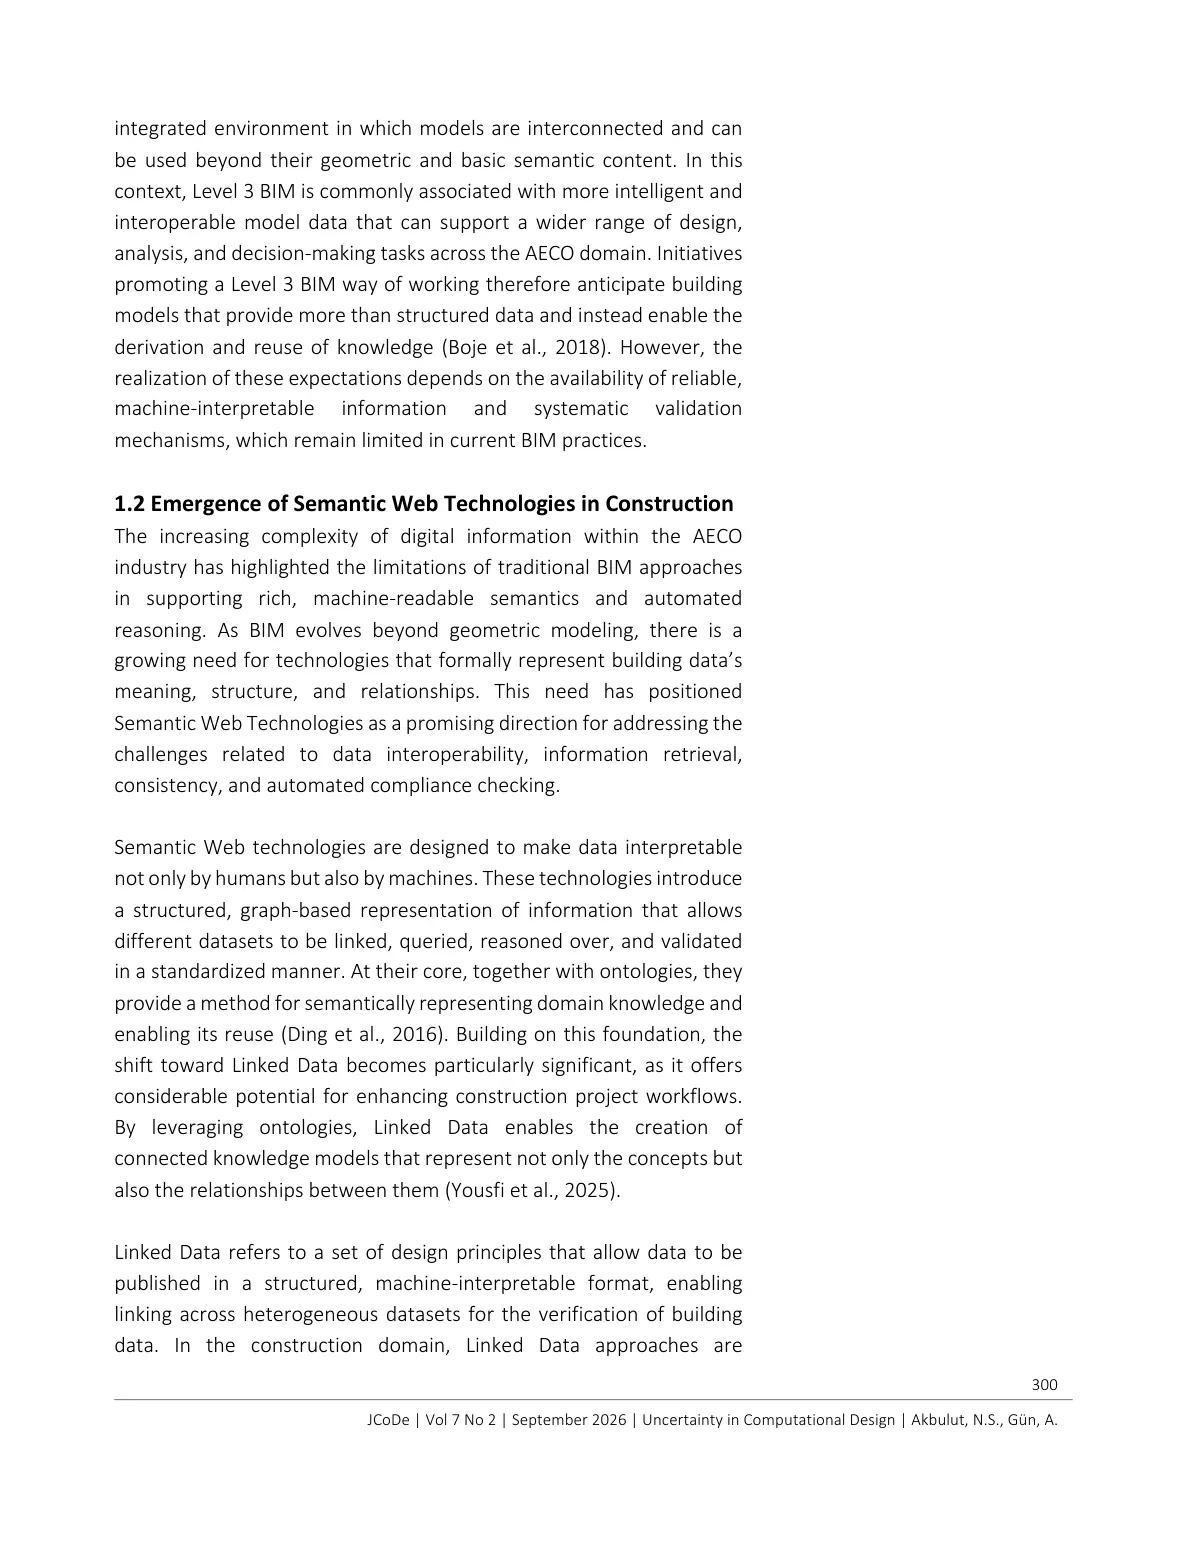 integrated environment in which models are interconnected and can
be used beyond their geometric and basic semantic content. In this
context, Level 3 BIM is commonly associated with more intelligent and
interoperable model data that can support a wider range of design,
analysis, and decision-making tasks across the AECO domain. Initiatives
promoting a Level 3 BIM way of working therefore anticipate building
models that provide more than structured data and instead enable the
derivation and reuse of knowledge (Boje et al., 2018). However, the
realization of these expectations depends on the availability of reliable,
machine-interpretable information and systematic validation
mechanisms, which remain limited in current BIM practices.
1.2 Emergence of Semantic Web Technologies in Construction
The increasing complexity of digital information within the AECO
industry has highlighted the limitations of traditional BIM approaches
in supporting rich, machine-readable semantics and automated
reasoning. As BIM evolves beyond geometric modeling, there is a
growing need for technologies that formally represent building data’s
meaning, structure, and relationships. This need has positioned
Semantic Web Technologies as a promising direction for addressing the
challenges related to data interoperability, information retrieval,
consistency, and automated compliance checking.
Semantic Web technologies are designed to make data interpretable
not only by humans but also by machines. These technologies introduce
a structured, graph-based representation of information that allows
different datasets to be linked, queried, reasoned over, and validated
in a standardized manner. At their core, together with ontologies, they
provide a method for semantically representing domain knowledge and
enabling its reuse (Ding et al., 2016). Building on this foundation, the
shift toward Linked Data becomes particularly significant, as it offers
considerable potential for enhancing construction project workflows.
By leveraging ontologies, Linked Data enables the creation of
connected knowledge models that represent not only the concepts but
also the relationships between them (Yousfi et al., 2025).
Linked Data refers to a set of design principles that allow data to be
published in a structured, machine-interpretable format, enabling
linking across heterogeneous datasets for the verification of building
data. In the construction domain, Linked Data approaches are
300
JCoDe | Vol 7 No 2 | September 2026 | Uncertainty in Computational Design | Akbulut, N.S., Gün, A.